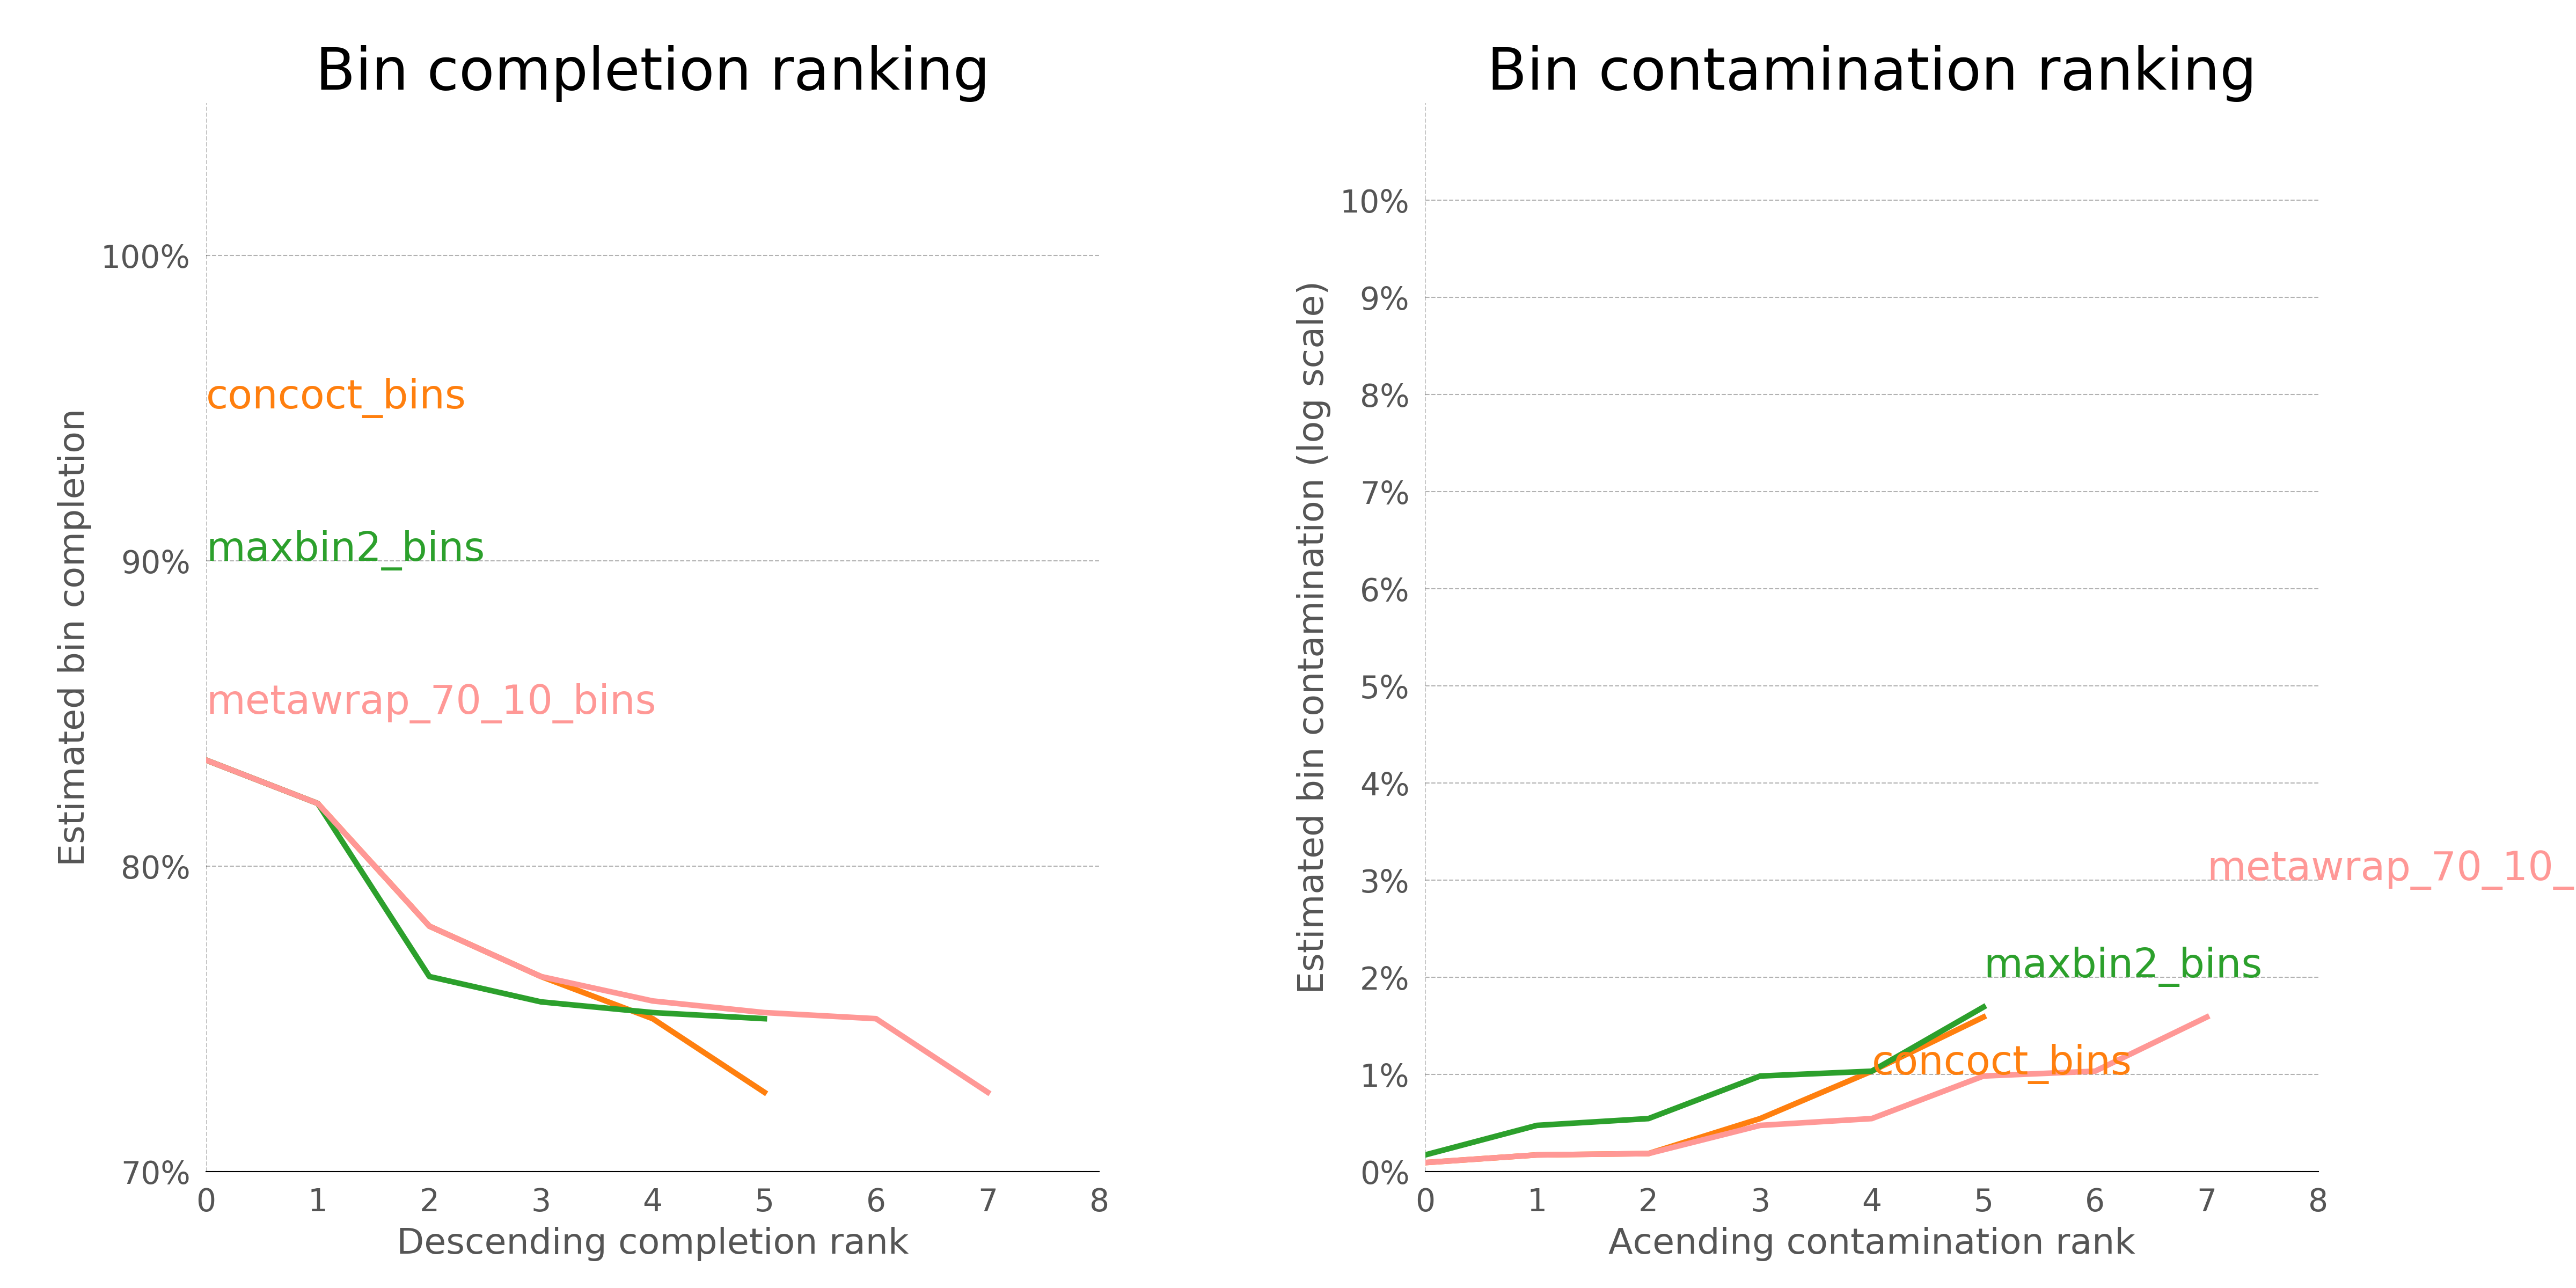 Bin completion ranking
Estimated bin completion
100%
90%
80%
70%
concoct_bins
maxbin2_bins
metawrap_70_10_bins
0 1 2 3 4 5 6 7 8
Descending completion rank
Bin contamination ranking
Estimated bin contamination (log scale)
10%
9%
8%
7%
6%
5%
4%
3%
2%
1%
0%
metawrap_70_10_
maxbin2_bins
concoct_bins
0 1 2 3 4 5 6 7 8
Acending contamination rank